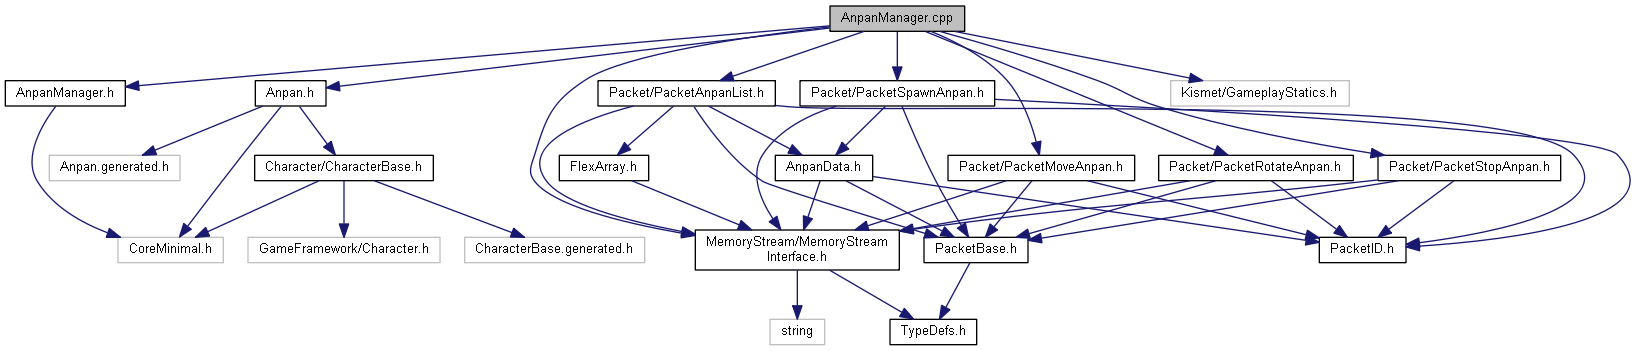 AnpanManager.cpp
AnpanManager.h
Anpan.h
Packet/PacketAnpanList.h
Packet/PacketSpawnAnpan.h
Kismet/GameplayStatics.h
Anpan.generated.h
Character/CharacterBase.h
FlexArray.h
AnpanData.h
Packet/PacketMoveAnpan.h
Packet/PacketRotateAnpan.h
Packet/PacketStopAnpan.h
CoreMinimal.h
GameFramework/Character.h
CharacterBase.generated.h
MemoryStream/MemoryStream
Interface.h
PacketBase.h
PacketID.h
string
TypeDefs.h